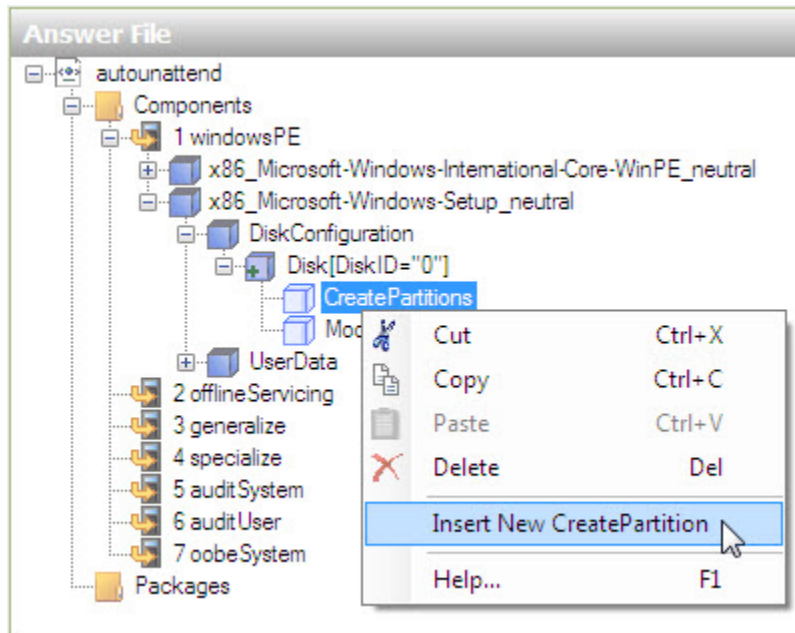 Answer File
autounattend
Components
1 windowsPE
x86_Microsoft-Windows-International-Core-WinPE_neutral
x86_Microsoft-Windows-Setup_neutral
DiskConfiguration
Disk[DiskID="0"]
CreatePartitions
Mod
UserData
2 offlineServicing
3 generalize
4 specialize
5 auditSystem
6 auditUser
7 oobeSystem
Packages
Cut Ctrl+X
Copy Ctrl+C
Paste Ctrl+V
Delete Del
Insert New CreatePartition
Help... F1